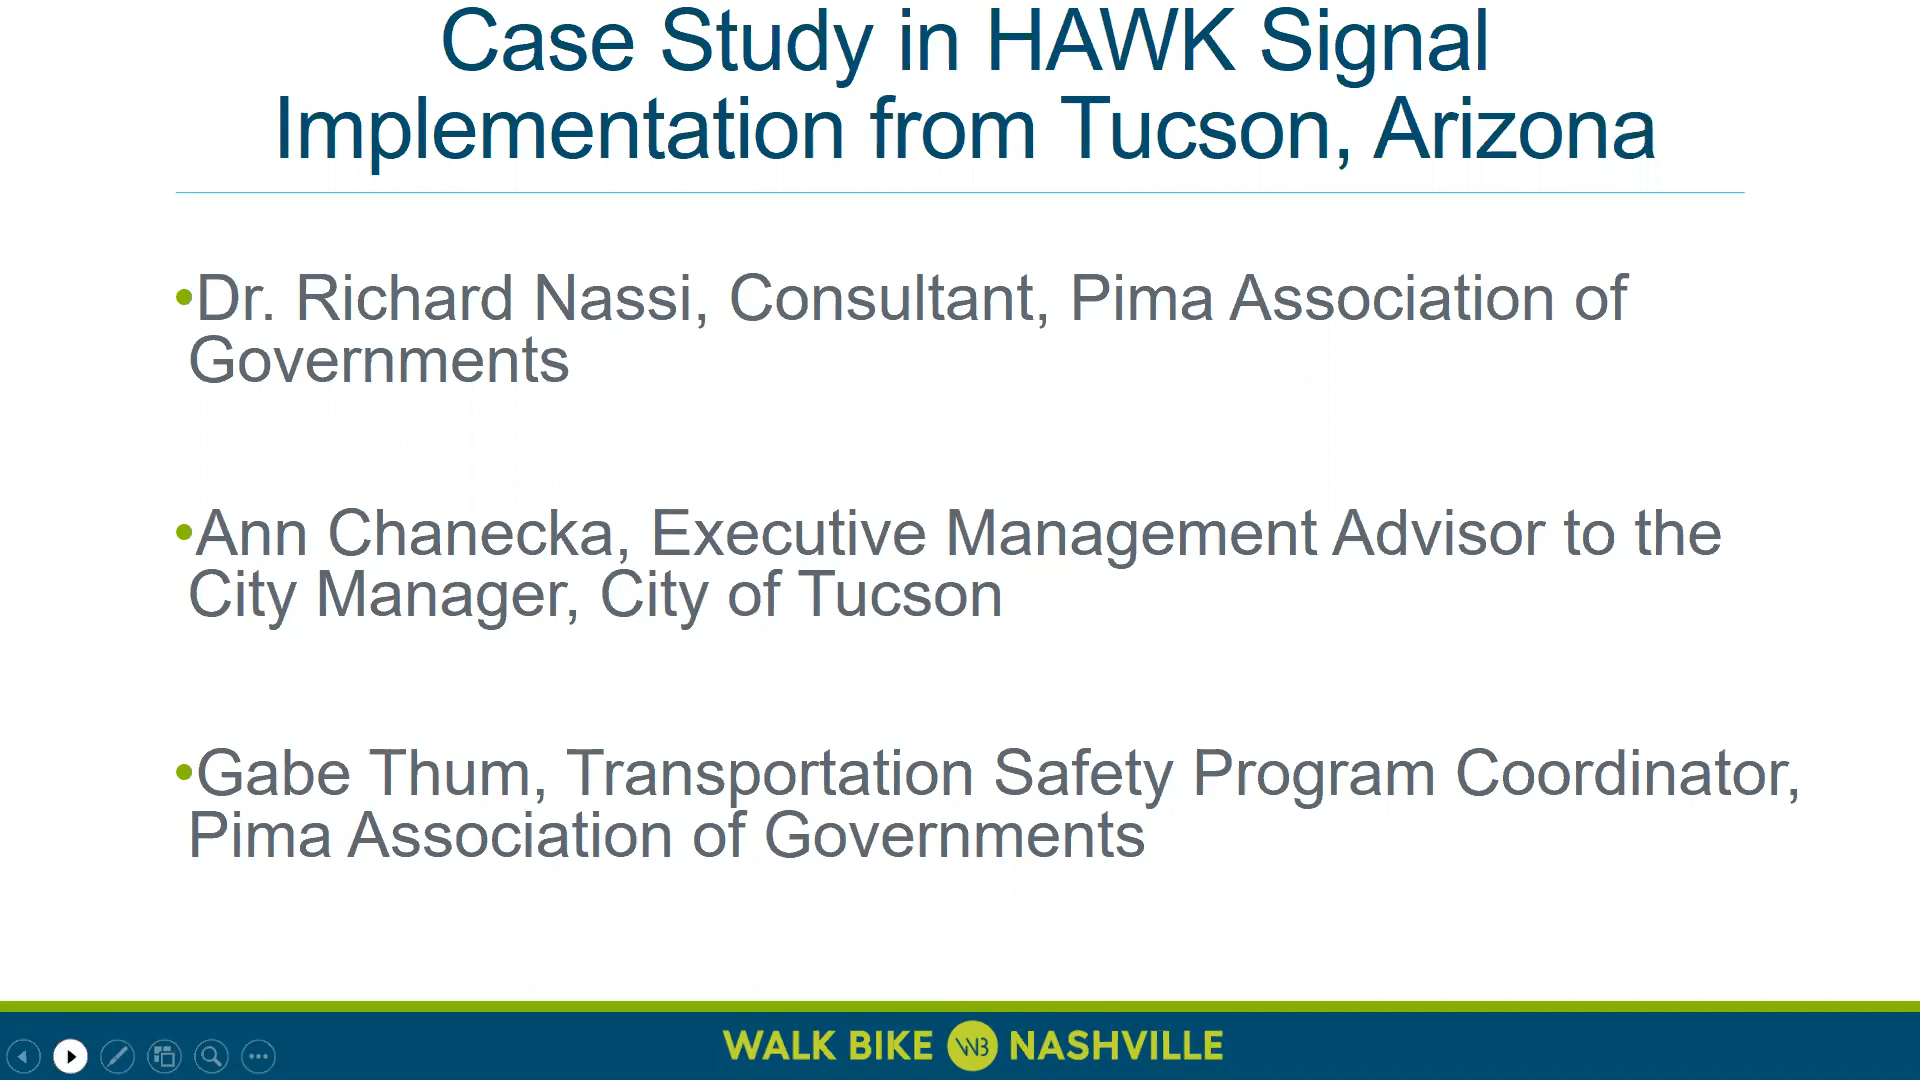 Case Study in HAWK Signal
Implementation from Tucson, Arizona
•Dr. Richard Nassi, Consultant, Pima Association of
Governments
•Ann Chanecka, Executive Management Advisor to the
City Manager, City of Tucson
•Gabe Thum, Transportation Safety Program Coordinator,
Pima Association of Governments
WALK BIKE WB NASHVILLE